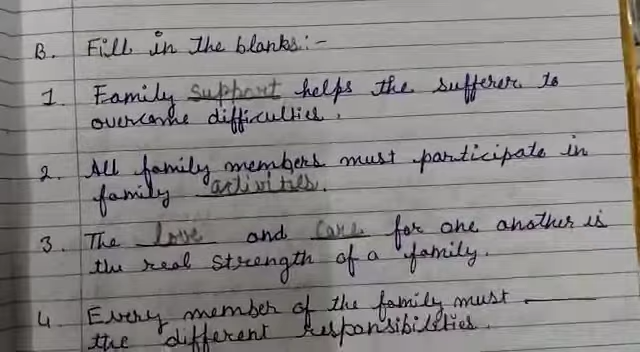 B. Fill in the blanks:-
1. Family support helps the sufferer to
overcome difficulties.
2. All family members must participate in
family activities.
3. The love and care for one another is
the real strength of a family.
4. Every member of the family must ______
the different responsibilities.